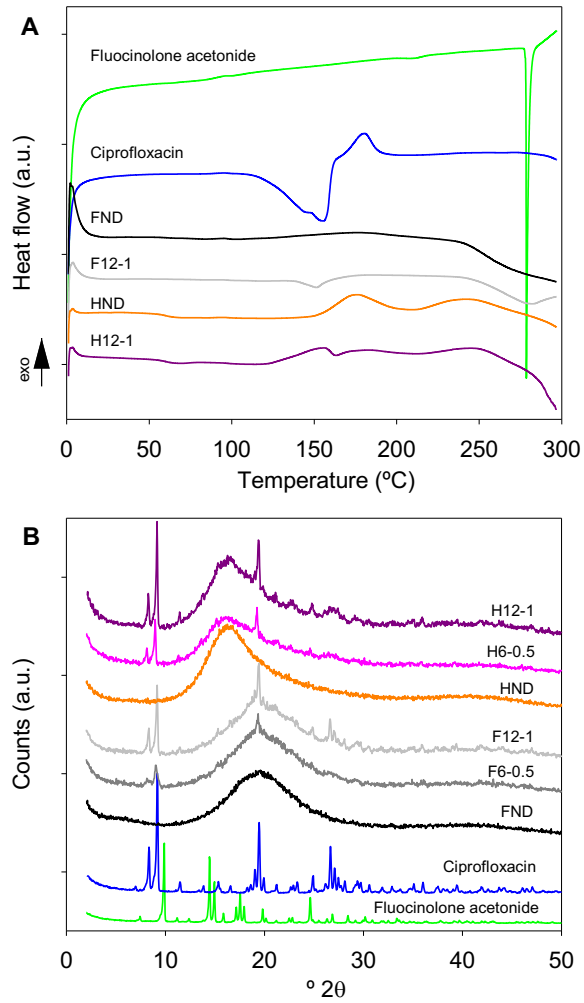 A
Fluocinolone acetonide
Ciprofloxacin
FND
F12-1
HND
H12-1
exo
Heat flow (a.u.)
0 50 100 150 200 250 300
Temperature (ºC)
B
H12-1
H6-0.5
HND
F12-1
F6-0.5
FND
Ciprofloxacin
Fluocinolone acetonide
Counts (a.u.)
0 10 20 30 40 50
º 2θ